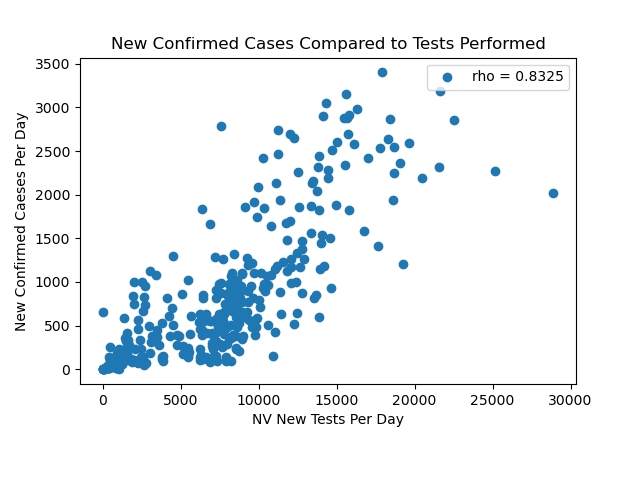 New Confirmed Cases Compared to Tests Performed
rho = 0.8325
3500
3000
2500
2000
1500
1000
500
0
New Confirmed Caeses Per Day
0 5000 10000 15000 20000 25000 30000
NV New Tests Per Day